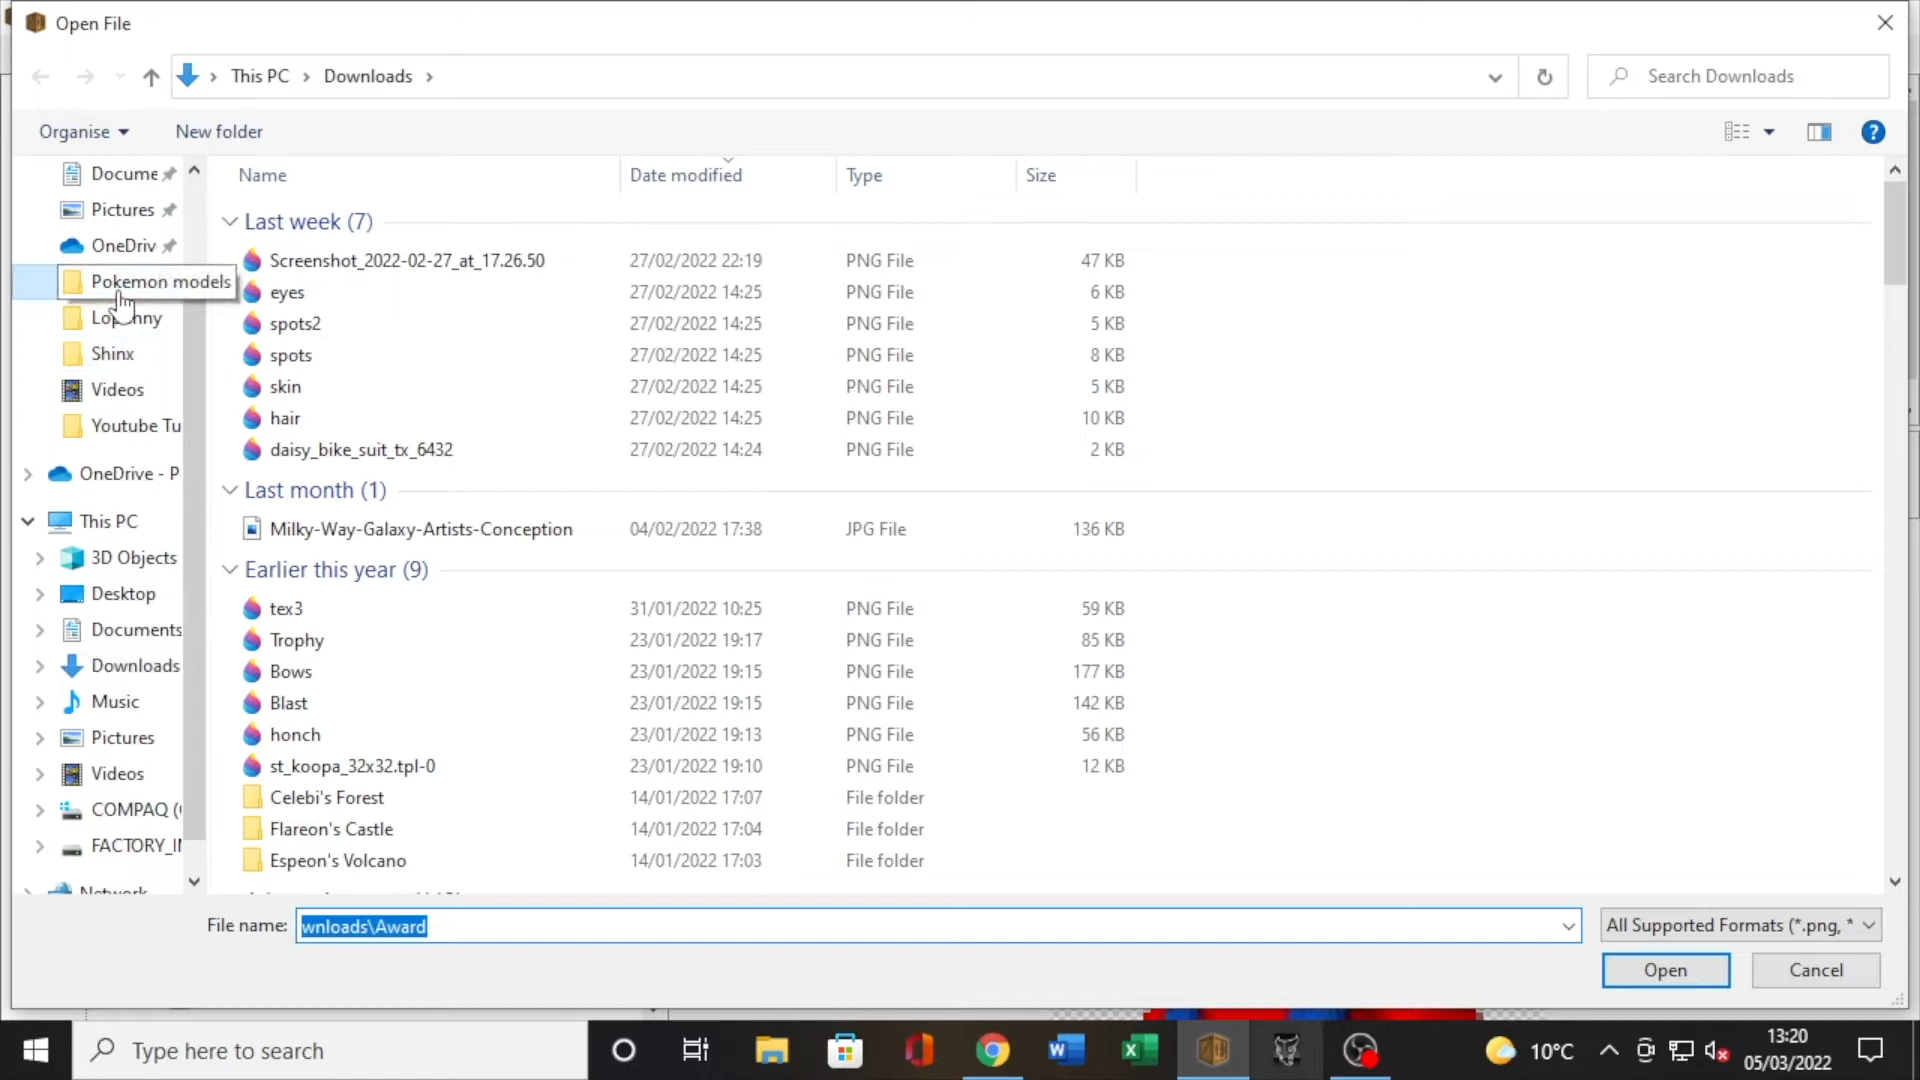 Open File
This PC > Downloads >
Search Downloads
Organise
New folder
Docume
Pictures
OneDriv
Pokemon models
Shinx
Videos
Youtube Tu
OneDrive - P
This PC
3D Objects
Desktop
Documents
Downloads
Music
Pictures
Videos
COMPAQ (
FACTORY_I
Network
Name Date modified Type Size
Last week (7)
Screenshot_2022-02-27_at_17.26.50 27/02/2022 22:19 PNG File 47 KB
eyes 27/02/2022 14:25 PNG File 6 KB
spots2 27/02/2022 14:25 PNG File 5 KB
spots 27/02/2022 14:25 PNG File 8 KB
skin 27/02/2022 14:25 PNG File 5 KB
hair 27/02/2022 14:25 PNG File 10 KB
daisy_bike_suit_tx_6432 27/02/2022 14:24 PNG File 2 KB
Last month (1)
Milky-Way-Galaxy-Artists-Conception 04/02/2022 17:38 JPG File 136 KB
Earlier this year (9)
tex3 31/01/2022 10:25 PNG File 59 KB
Trophy 23/01/2022 19:17 PNG File 85 KB
Bows 23/01/2022 19:15 PNG File 177 KB
Blast 23/01/2022 19:15 PNG File 142 KB
honch 23/01/2022 19:13 PNG File 56 KB
st_koopa_32x32.tpl-0 23/01/2022 19:10 PNG File 12 KB
Celebi's Forest 14/01/2022 17:07 File folder
Flareon's Castle 14/01/2022 17:04 File folder
Espeon's Volcano 14/01/2022 17:03 File folder
File name: wnloads\Award
All Supported Formats (*.png, *
Open
Cancel
Type here to search
10°C
13:20
05/03/2022